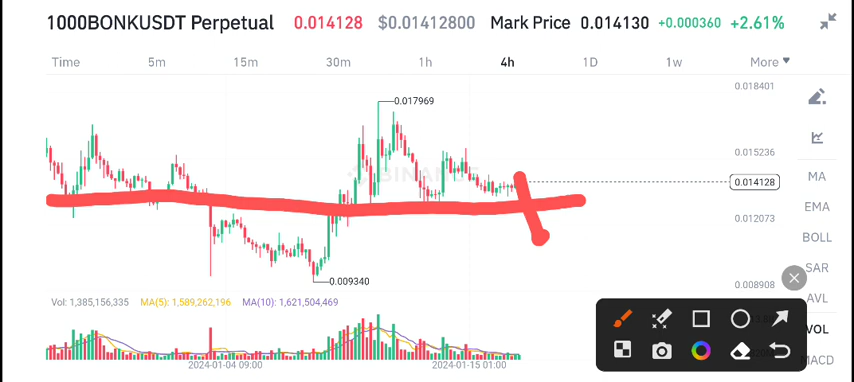 1000BONKUSDT Perpetual 0.014128 $0.01412800 Mark Price 0.014130 +0.000360 +2.61%
Time 5m 15m 30m 1h 4h 1D 1w More
0.018401
0.017969
MA
0.015236
BINAN
0.014128
EMA
0.012073
BOLL
SAR
0.009340
0.008908
AVL
Vol: 1,385,156,335 MA(5): 1,589,262,196 MA(10): 1,621,504,469
VOL
MACD
2024-01-04 09:00 2024-01-15 01:00